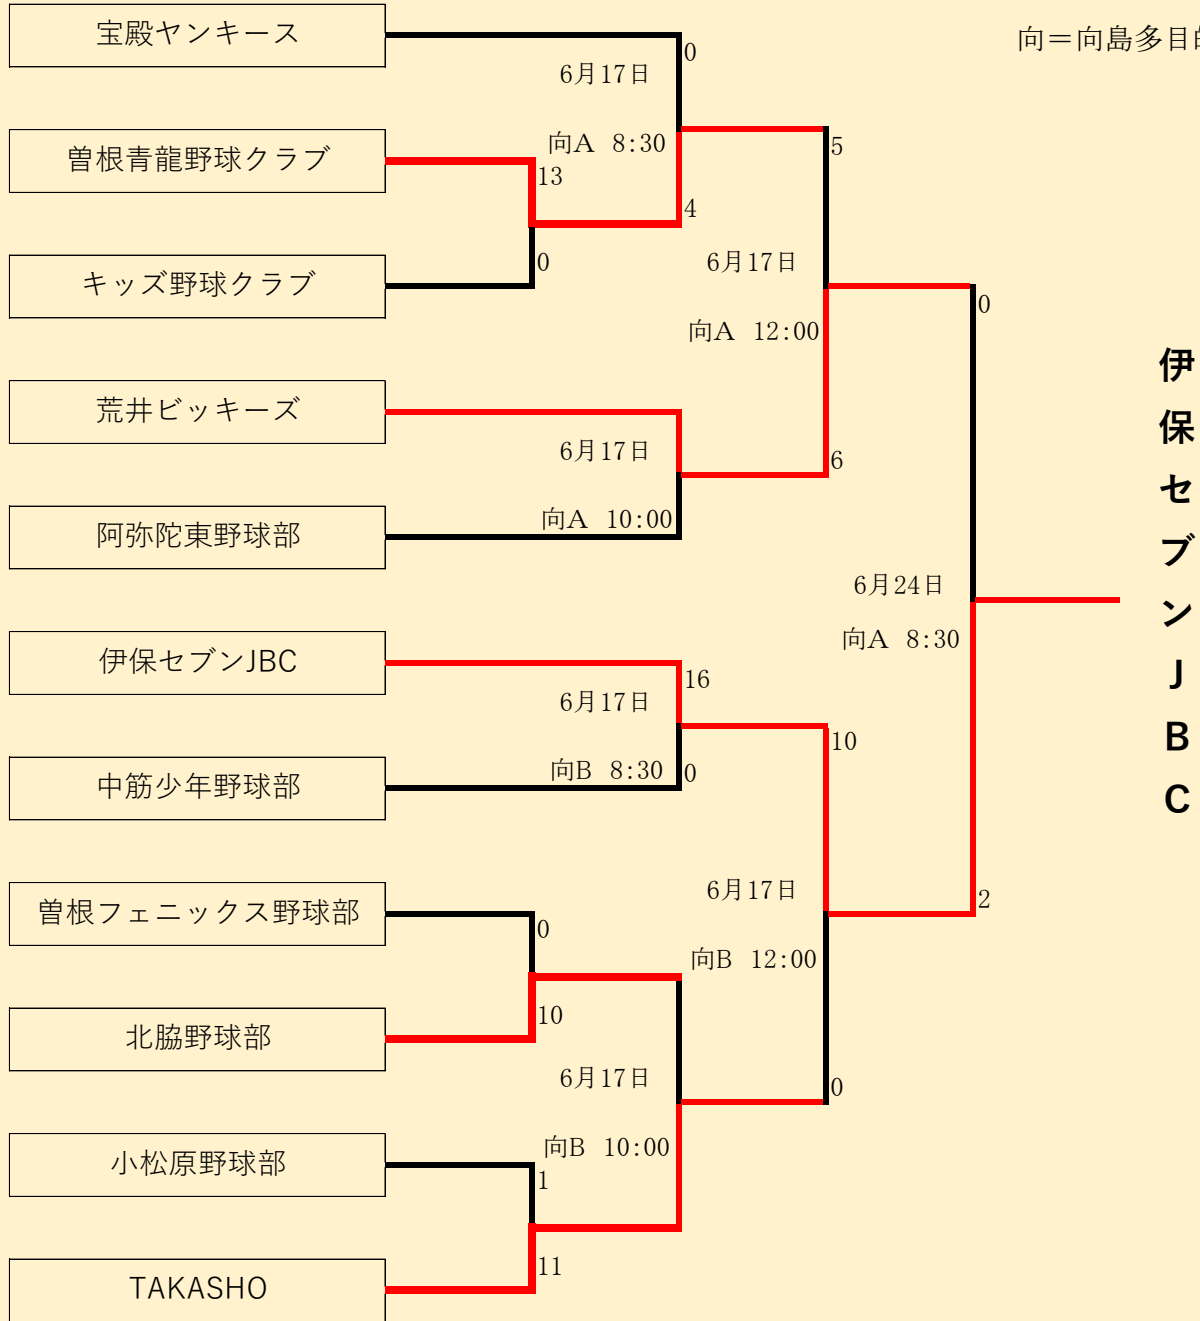 宝殿ヤンキース
0
向=向島多目
6月17日
向A 8:30
5
曽根青龍野球クラブ
13
4
キッズ野球クラブ
0
6月17日
0
向A 12:00
荒井ビッキーズ
6月17日
6
阿弥陀東野球部
向A 10:00
6月24日
向A 8:30
伊保セブンJBC
伊保セブンJBC
16
6月17日
10
中筋少年野球部
向B 8:30
0
曽根フェニックス野球部
0
6月17日
2
向B 12:00
北脇野球部
10
6月17日
0
小松原野球部
向B 10:00
1
TAKASHO
11